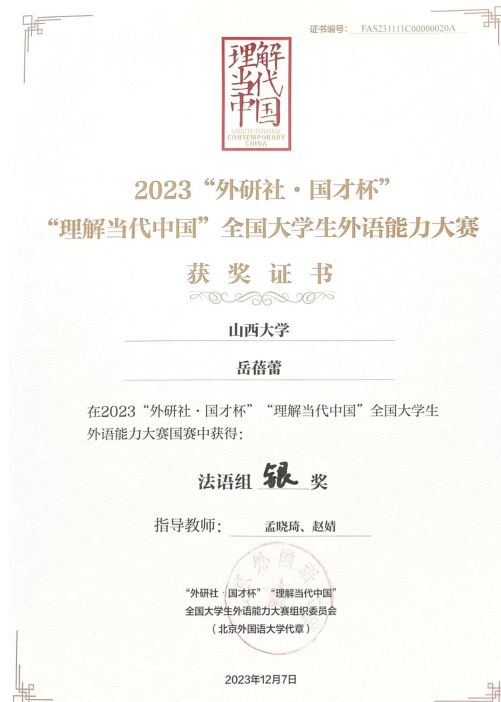 证书编号： FAS231111C00000020A
理解
当代
中国
UNDERSTANDING
CONTEMPORARY
CHINA
2023“外研社·国才杯”
“理解当代中国”全国大学生外语能力大赛
获奖证书
山西大学
岳蓓蕾
在2023“外研社·国才杯”“理解当代中国”全国大学生
外语能力大赛国赛中获得：
法语组 银 奖
指导教师： 孟晓琦、赵婧
“外研社·国才杯”“理解当代中国”
全国大学生外语能力大赛组织委员会
（北京外国语大学代章）
2023年12月7日